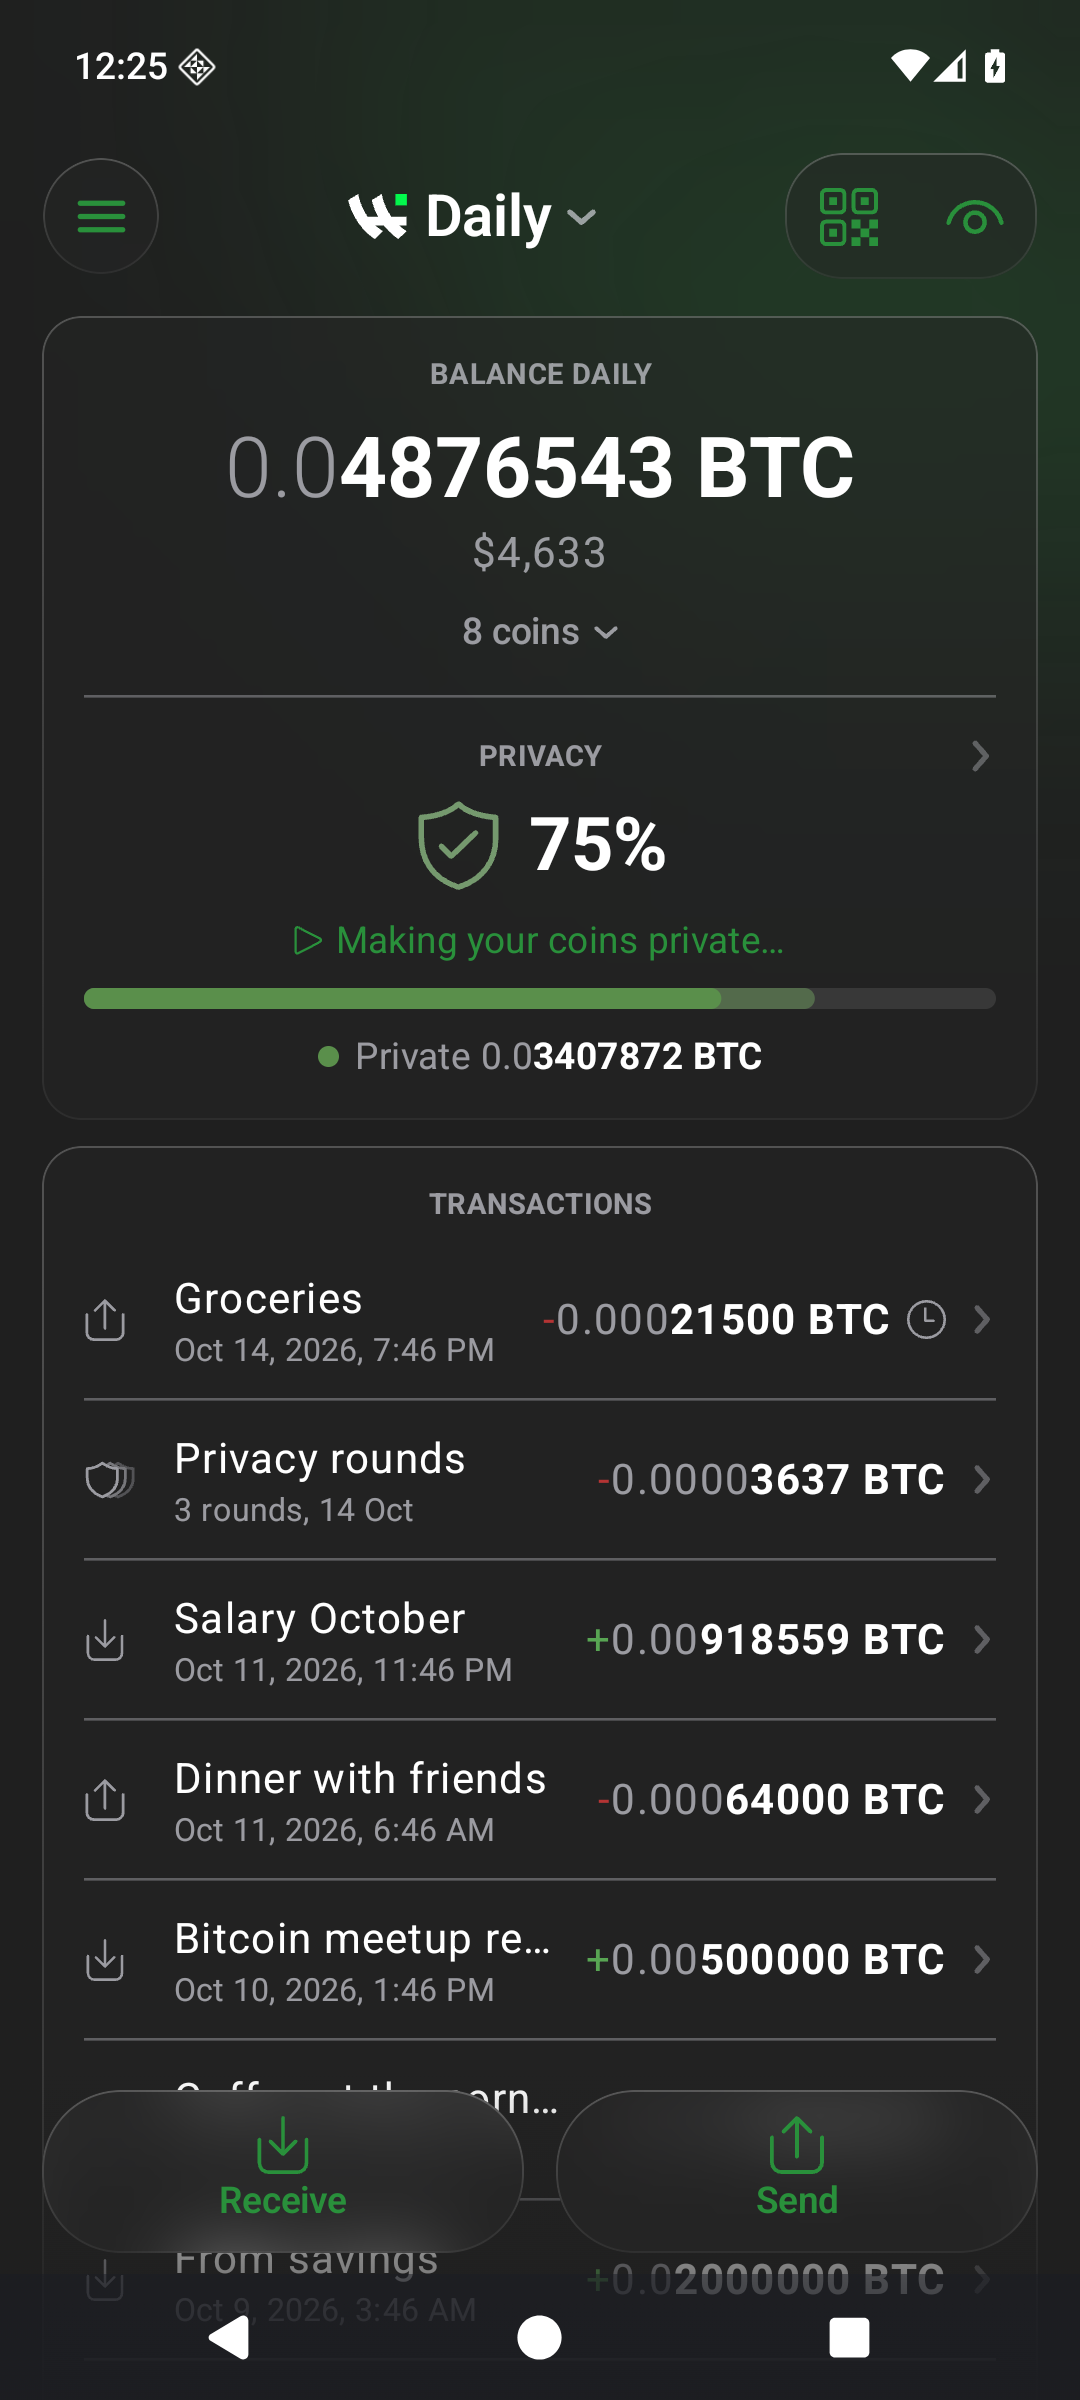 12:25
Daily
BALANCE DAILY
0.04876543 BTC
$4,633
8 coins
PRIVACY
75%
Making your coins private…
Private 0.03407872 BTC
TRANSACTIONS
Groceries
-0.00021500 BTC
Oct 14, 2026, 7:46 PM
Privacy rounds
-0.00003637 BTC
3 rounds, 14 Oct
Salary October
+0.00918559 BTC
Oct 11, 2026, 11:46 PM
Dinner with friends
-0.00064000 BTC
Oct 11, 2026, 6:46 AM
Bitcoin meetup re…
+0.00500000 BTC
Oct 10, 2026, 1:46 PM
Receive
Send
From savings
+0.02000000 BTC
Oct 9, 2026, 3:46 AM